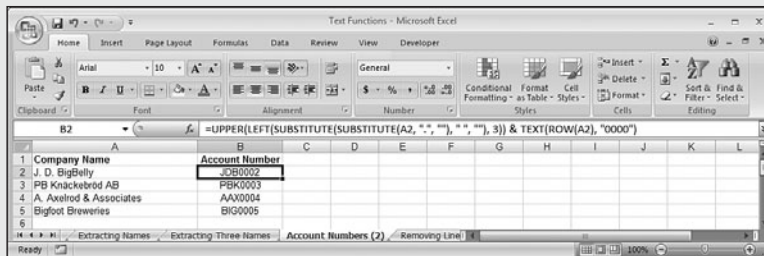 Text Functions - Microsoft Excel
Home Insert Page Layout Formulas Data Review View Developer
Paste
Arial 10 A A
General
Conditional Formatting
Format as Table
Cell Styles
Insert
Delete
Format
Sort & Filter
Find & Select
B I U
$ % ,
Clipboard Font Alignment Number Styles Cells Editing
B2 fx =UPPER(LEFT(SUBSTITUTE(SUBSTITUTE(A2, ".", ""), " ", ""), 3)) & TEXT(ROW(A2), "0000")
A B C D E F G H I J K L
1 Company Name Account Number
2 J. D. BigBelly JDB0002
3 PB Knäckebröd AB PBK0003
4 A. Axelrod & Associates AAX0004
5 Bigfoot Breweries BIG0005
6
Extracting Names Extracting Three Names Account Numbers (2)
Ready 100%